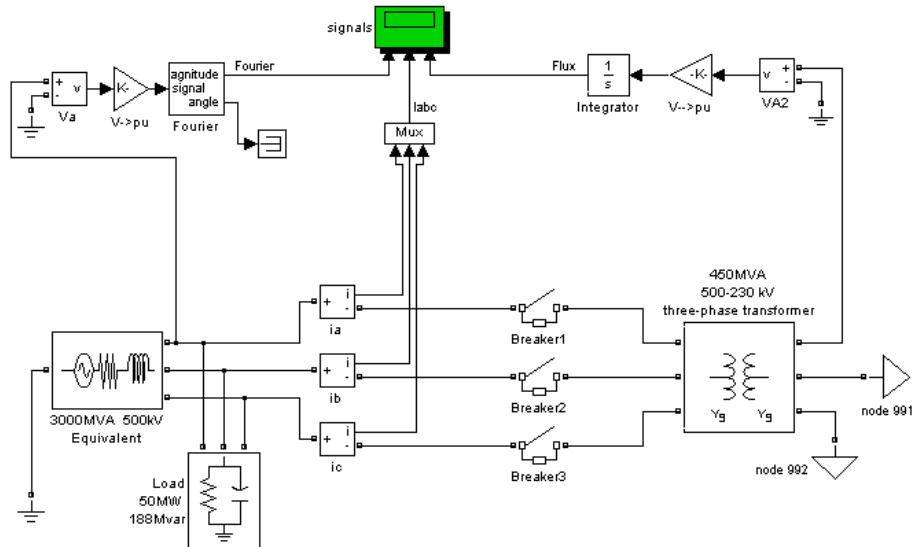 signals
Fourier
Flux
+
-
v
Va
K-
V->pu
agnitude
signal
angle
Fourier
Iabc
Mux
1
s
Integrator
-K-
V-->pu
v
+
-
VA2
450MVA
500-230 kV
three-phase transformer
+
i
-
ia
Breaker1
3000MVA 500kV
Equivalent
+
i
-
ib
Breaker2
Yg
Yg
node 991
+
i
-
ic
Breaker3
node 992
Load
50MW
188Mvar